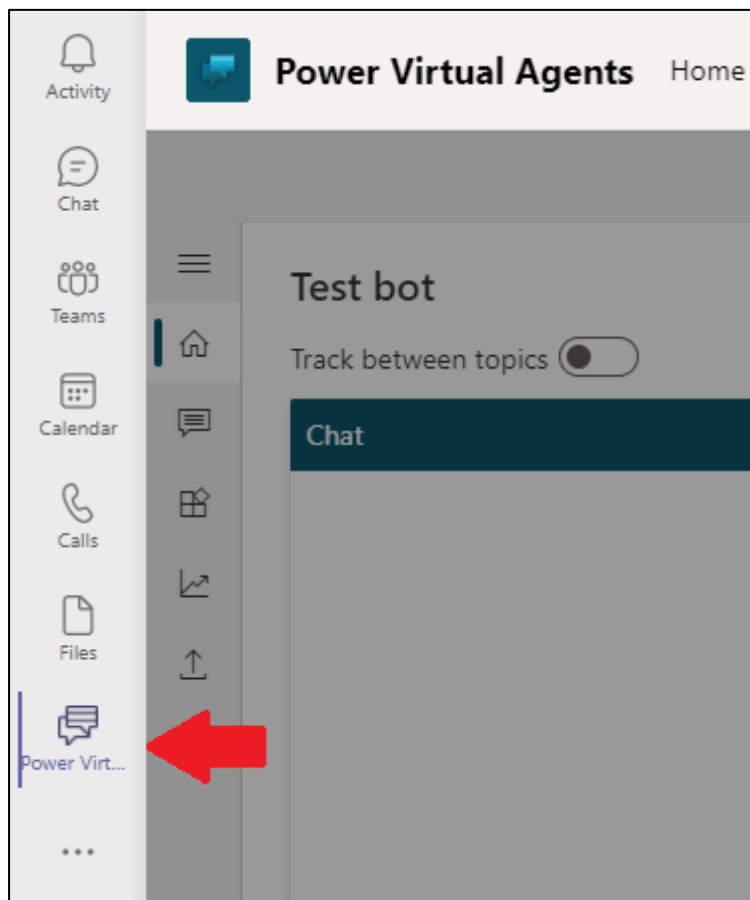 Activity
Chat
Teams
Calendar
Calls
Files
Power Virt...
Power Virtual Agents Home
Test bot
Track between topics
Chat